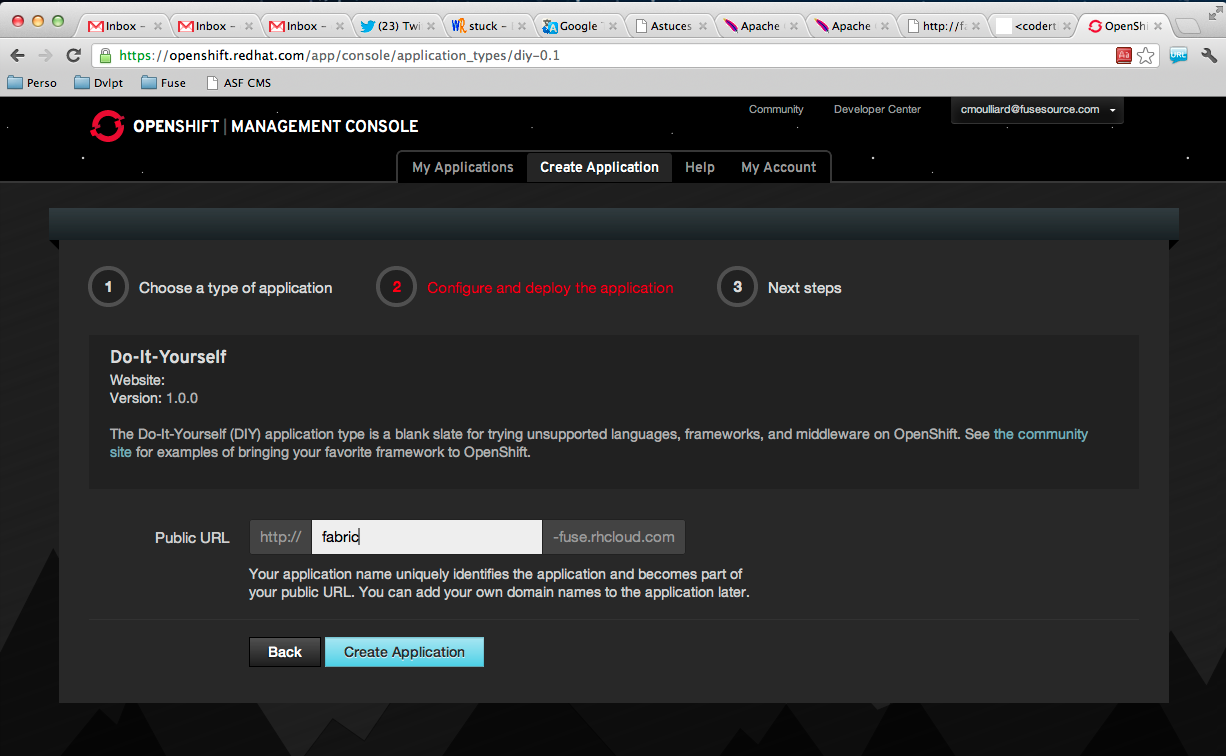 Inbox –
Inbox –
Inbox –
(23) Twi
stuck –
Google T
Astuces
Apache
Apache
http://fa
<codert
OpenShi
https://openshift.redhat.com/app/console/application_types/diy-0.1
Aa
URL
Perso
Dvlpt
Fuse
ASF CMS
OPENSHIFT | MANAGEMENT CONSOLE
Community
Developer Center
cmoulliard@fusesource.com
My Applications
Create Application
Help
My Account
1 Choose a type of application
2 Configure and deploy the application
3 Next steps
Do-It-Yourself
Website:
Version: 1.0.0
The Do-It-Yourself (DIY) application type is a blank slate for trying unsupported languages, frameworks, and middleware on OpenShift. See the community
site for examples of bringing your favorite framework to OpenShift.
Public URL http:// fabric -fuse.rhcloud.com
Your application name uniquely identifies the application and becomes part of
your public URL. You can add your own domain names to the application later.
Back
Create Application